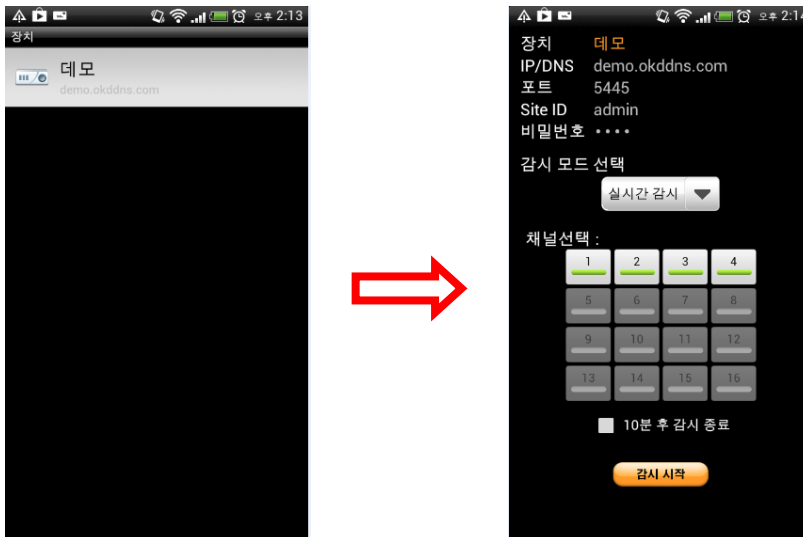 오후 2:13
장치
데모
demo.okddns.com
오후 2:14
장치 데모
IP/DNS demo.okddns.com
포트 5445
Site ID admin
비밀번호 ••••
감시 모드 선택
실시간 감시
채널선택 :
1 2 3 4
5 6 7 8
9 10 11 12
13 14 15 16
10분 후 감시 종료
감시 시작